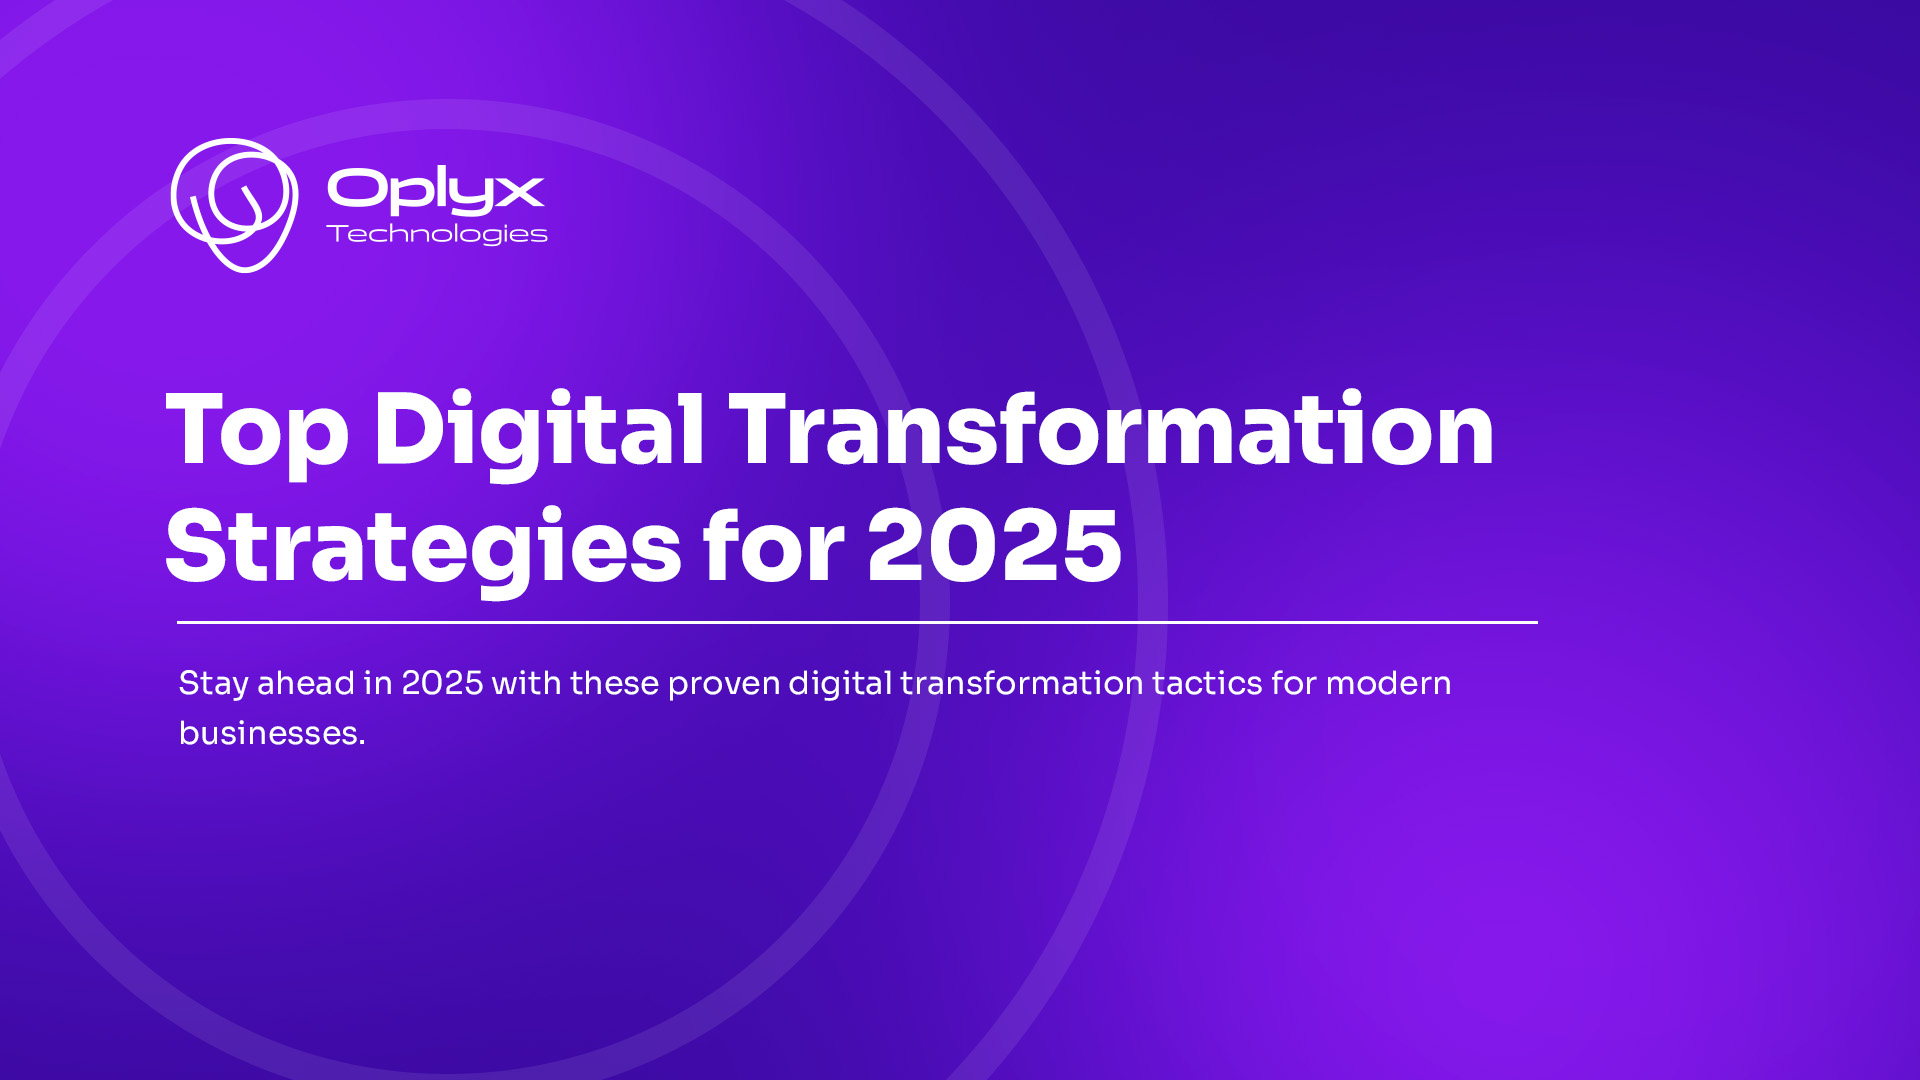 Oplyx
Technologies
Top Digital Transformation
Strategies for 2025
Stay ahead in 2025 with these proven digital transformation tactics for modern
businesses.